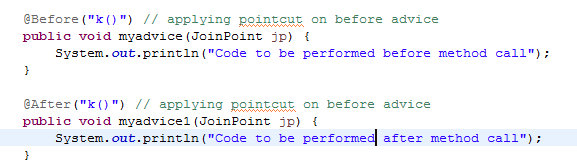 @Before("k()") // applying pointcut on before advice
public void myadvice(JoinPoint jp) {
System.out.println("Code to be performed before method call");
}
@After("k()") // applying pointcut on before advice
public void myadvice1(JoinPoint jp) {
System.out.println("Code to be performed after method call");
}